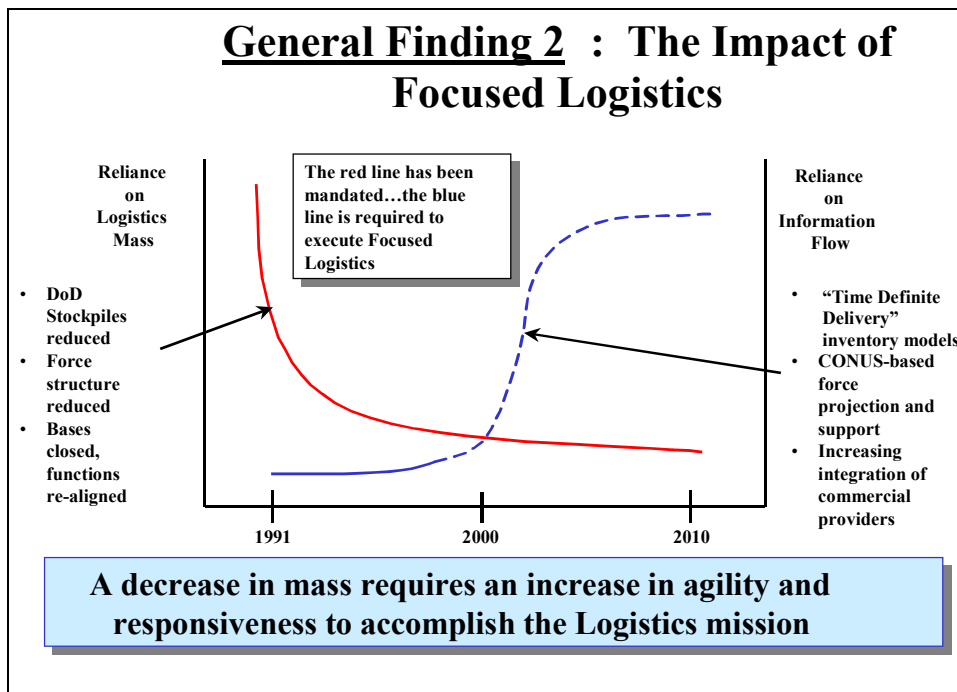 General Finding 2 : The Impact of
Focused Logistics
Reliance
on
Logistics
Mass
• DoD
Stockpiles
reduced
• Force
structure
reduced
• Bases
closed,
functions
re-aligned
The red line has been
mandated…the blue
line is required to
execute Focused
Logistics
Reliance
on
Information
Flow
• “Time Definite
Delivery”
inventory models
• CONUS-based
force
projection and
support
• Increasing
integration of
commercial
providers
1991
2000
2010
A decrease in mass requires an increase in agility and
responsiveness to accomplish the Logistics mission